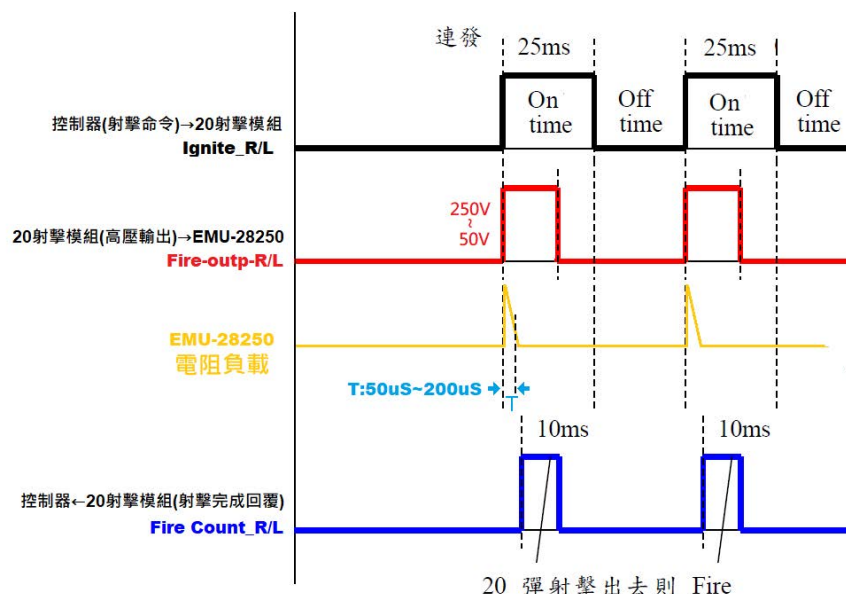 連發
25ms
25ms
On time
Off time
On time
Off time
控制器(射擊命令)→20射擊模組
Ignite_R/L
250V
~
50V
20射擊模組(高壓輸出)→EMU-28250
Fire-outp-R/L
EMU-28250
電阻負載
T:50uS~200uS
T
10ms
10ms
控制器←20射擊模組(射擊完成回覆)
Fire Count_R/L
20 彈射擊出去則 Fire